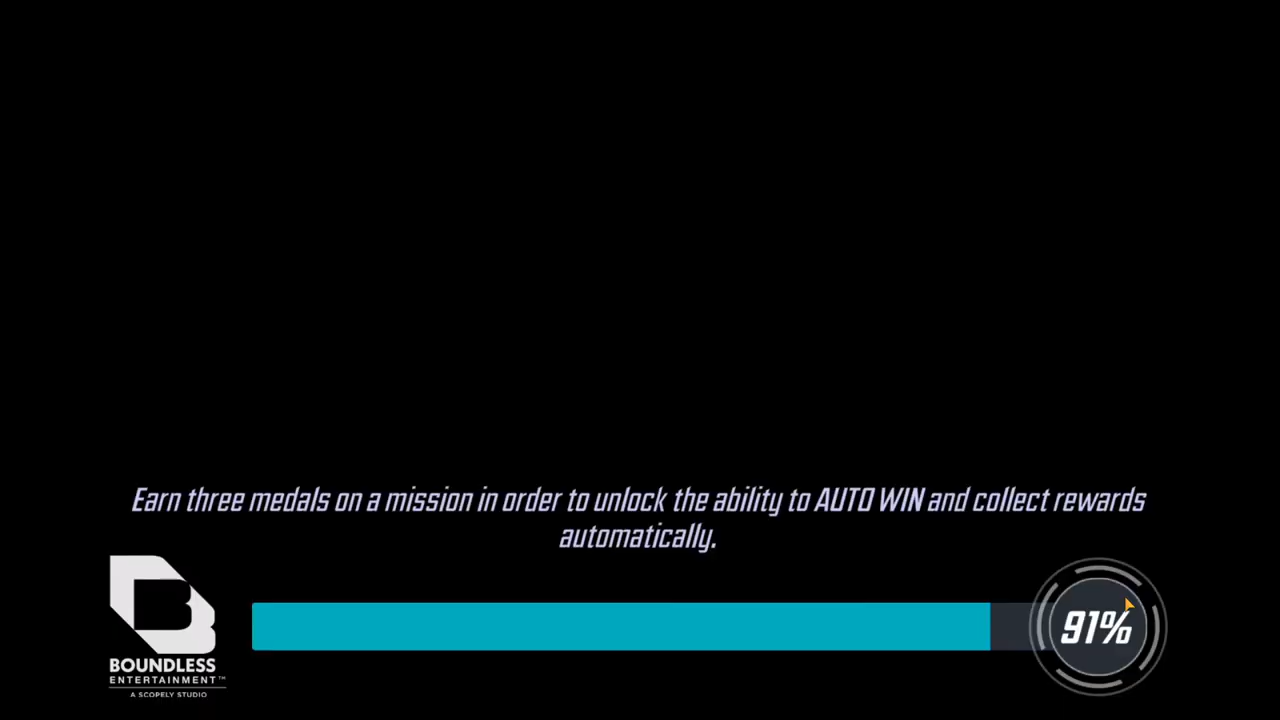 Earn three medals on a mission in order to unlock the ability to AUTO WIN and collect rewards
automatically.
91%
B
BOUNDLESS
ENTERTAINMENT™
A SCOPELY STUDIO